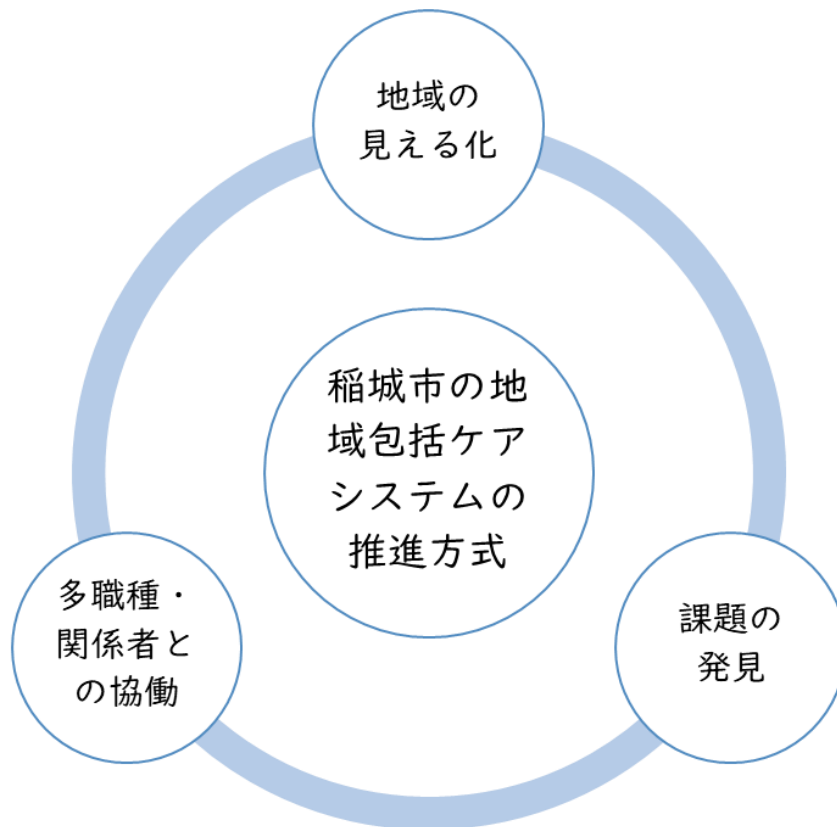 地域の
見える化
稲城市の地
域包括ケア
システムの
推進方式
多職種・
関係者と
の協働
課題の
発見